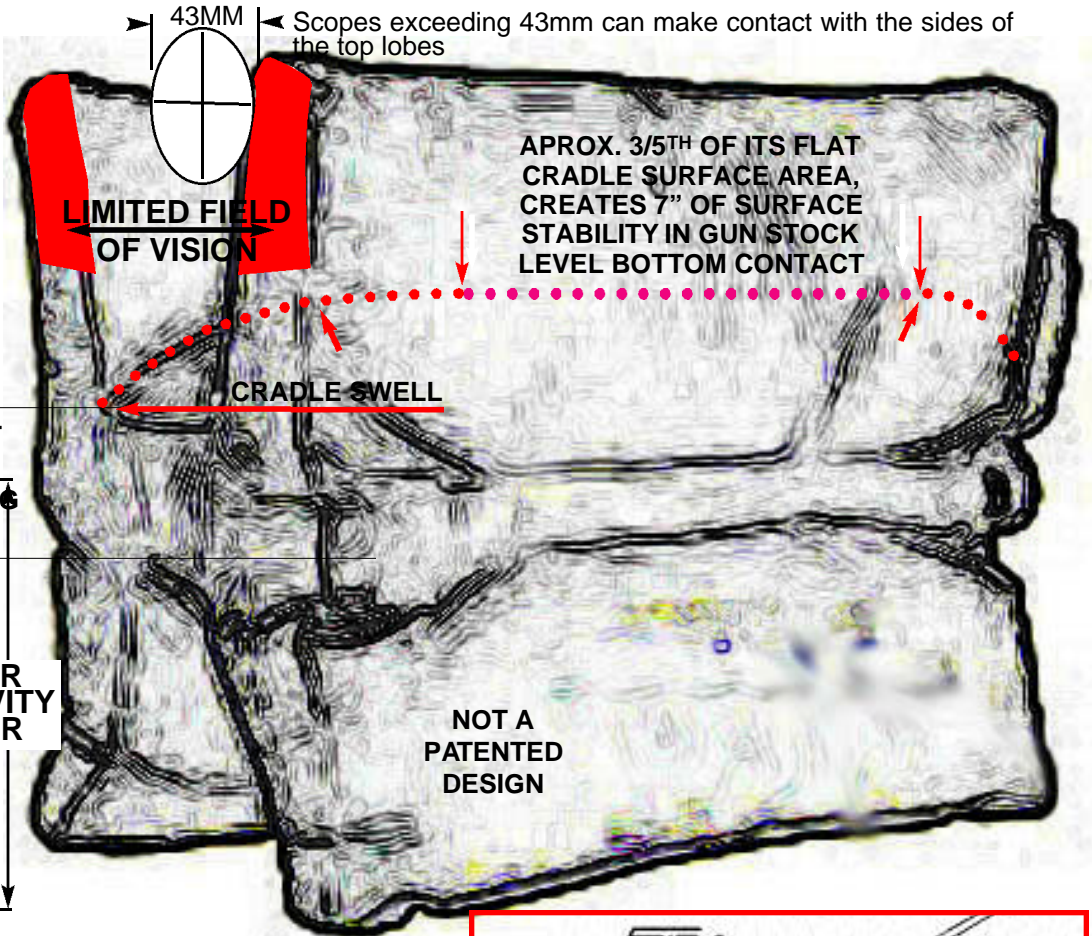 43MM
Scopes exceeding 43mm can make contact with the sides of
the top lobes
APROX. 3/5TH OF ITS FLAT
CRADLE SURFACE AREA,
CREATES 7” OF SURFACE
STABILITY IN GUN STOCK
LEVEL BOTTOM CONTACT
LIMITED FIELD
OF VISION
CRADLE SWELL
G
R
VITY
R
NOT A
PATENTED
DESIGN